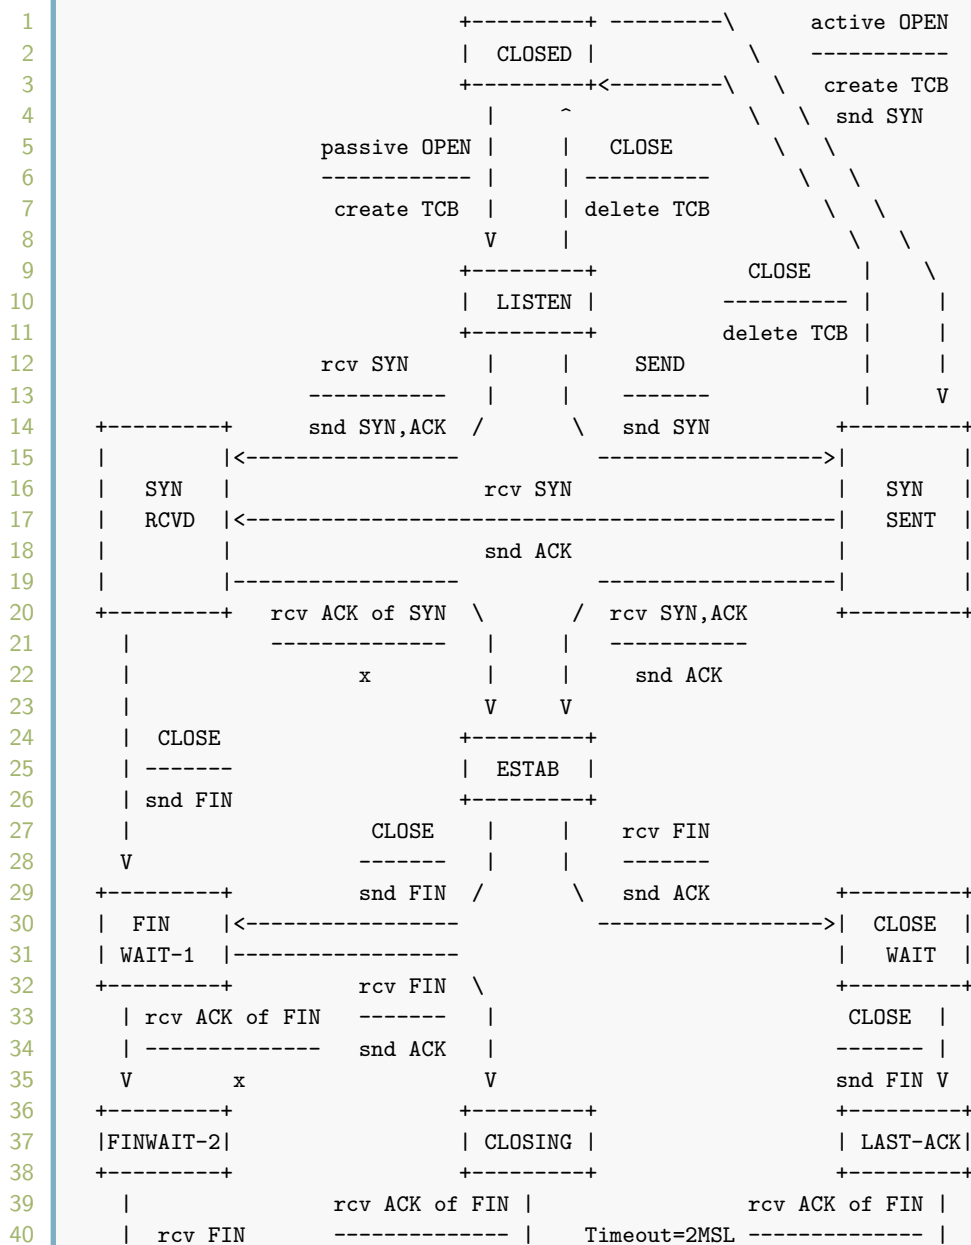 1                                 +---------+ ---------\      active OPEN
2                                 |  CLOSED |            \    -----------
3                                 +---------+<---------\   \   create TCB
4                                   |     ^              \   \  snd SYN
5                      passive OPEN |     |   CLOSE        \   \
6                      ------------ |     | ----------       \   \
7                       create TCB  |     | delete TCB         \   \
8                                   V     |                      \   \
9                                 +---------+            CLOSE    |    \
10                                |  LISTEN |          ---------- |     |
11                                +---------+          delete TCB |     |
12                     rcv SYN      |     |     SEND              |     |
13                    -----------   |     |    -------            |     V
14   +---------+      snd SYN,ACK  /       \   snd SYN          +---------+
15   |         |<-----------------           ------------------>|         |
16   |   SYN   |                    rcv SYN                     |   SYN   |
17   |   RCVD  |<-----------------------------------------------|   SENT  |
18   |         |                    snd ACK                     |         |
19   |         |------------------           -------------------|         |
20   +---------+   rcv ACK of SYN  \       /  rcv SYN,ACK       +---------+
21     |           --------------   |     |   -----------
22     |                  x         |     |     snd ACK
23     |                            V     V
24     |  CLOSE                   +---------+
25     | -------                  |  ESTAB  |
26     | snd FIN                  +---------+
27     |                   CLOSE    |     |    rcv FIN
28     V                  -------   |     |    -------
29   +---------+          snd FIN  /       \   snd ACK          +---------+
30   |  FIN    |<-----------------           ------------------>|  CLOSE  |
31   | WAIT-1  |------------------                              |   WAIT  |
32   +---------+          rcv FIN  \                            +---------+
33     | rcv ACK of FIN   -------   |                            CLOSE  |
34     | --------------   snd ACK   |                           ------- |
35     V        x                   V                           snd FIN V
36   +---------+                  +---------+                   +---------+
37   |FINWAIT-2|                  | CLOSING |                   | LAST-ACK|
38   +---------+                  +---------+                   +---------+
39     |                rcv ACK of FIN |                 rcv ACK of FIN |
40     |  rcv FIN       -------------- |    Timeout=2MSL -------------- |